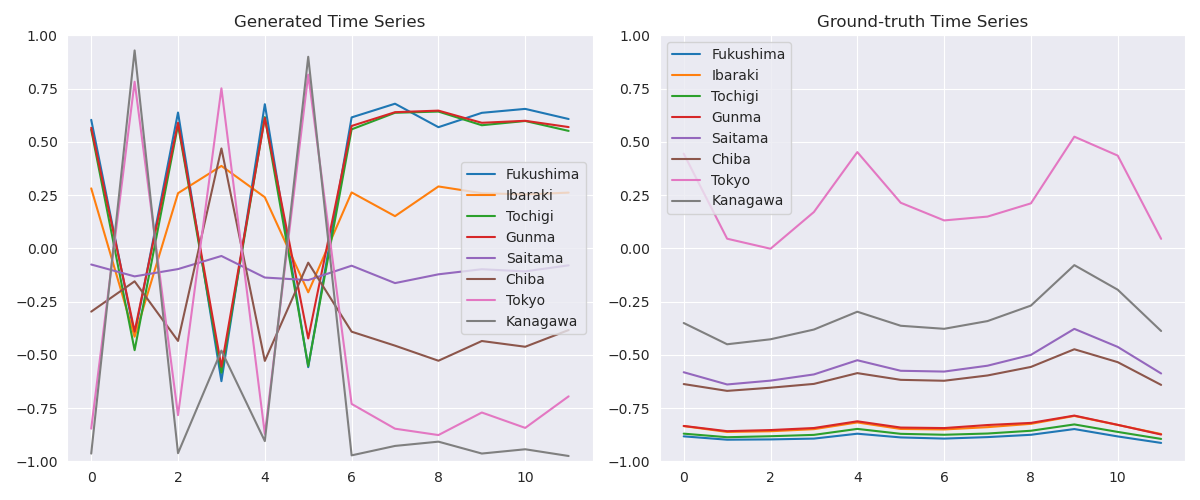 Generated Time Series
1.00
0.75
0.50
0.25
0.00
−0.25
−0.50
−0.75
−1.00
0 2 4 6 8 10
Fukushima
Ibaraki
Tochigi
Gunma
Saitama
Chiba
Tokyo
Kanagawa
Ground-truth Time Series
1.00
0.75
0.50
0.25
0.00
−0.25
−0.50
−0.75
−1.00
0 2 4 6 8 10
Fukushima
Ibaraki
Tochigi
Gunma
Saitama
Chiba
Tokyo
Kanagawa